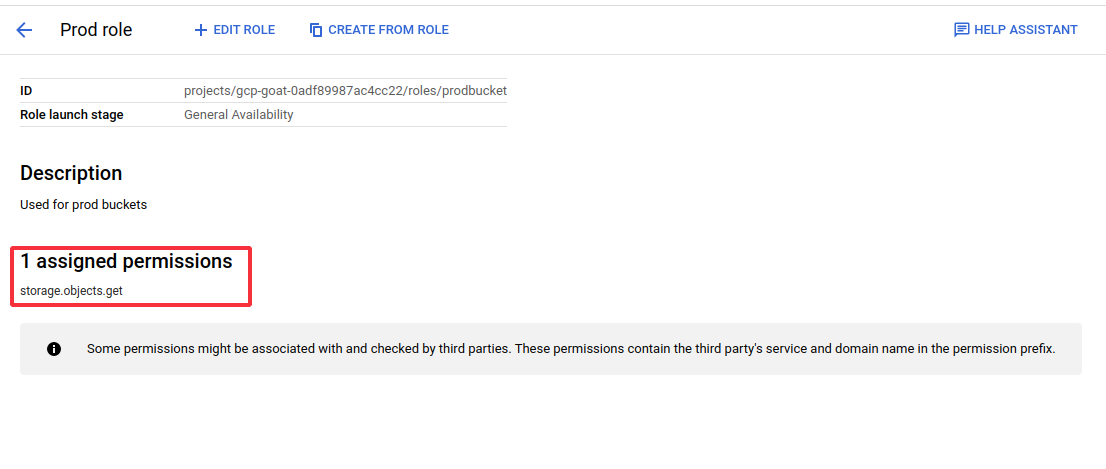 Prod role
EDIT ROLE
CREATE FROM ROLE
HELP ASSISTANT
ID projects/gcp-goat-0adf89987ac4cc22/roles/prodbucket
Role launch stage General Availability
Description
Used for prod buckets
1 assigned permissions
storage.objects.get
Some permissions might be associated with and checked by third parties. These permissions contain the third party's service and domain name in the permission prefix.